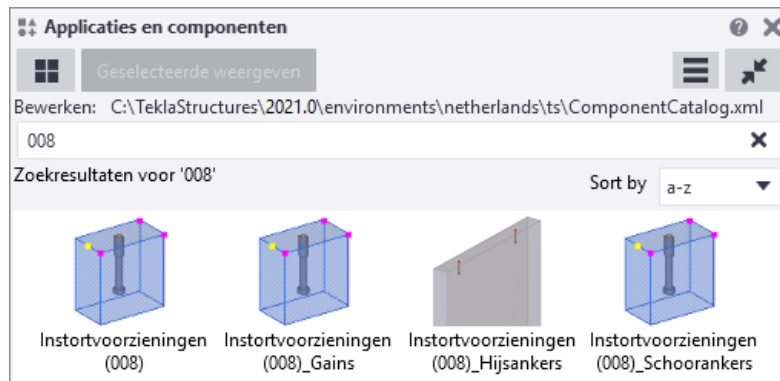 Applicaties en componenten
Geselecteerde weergeven
Bewerken: C:\TeklaStructures\2021.0\environments\netherlands\ts\ComponentCatalog.xml
008
Zoekresultaten voor '008'
Sort by a-z
Instortvoorzieningen (008)
Instortvoorzieningen (008)_Gains
Instortvoorzieningen (008)_Hijsankers
Instortvoorzieningen (008)_Schoorankers